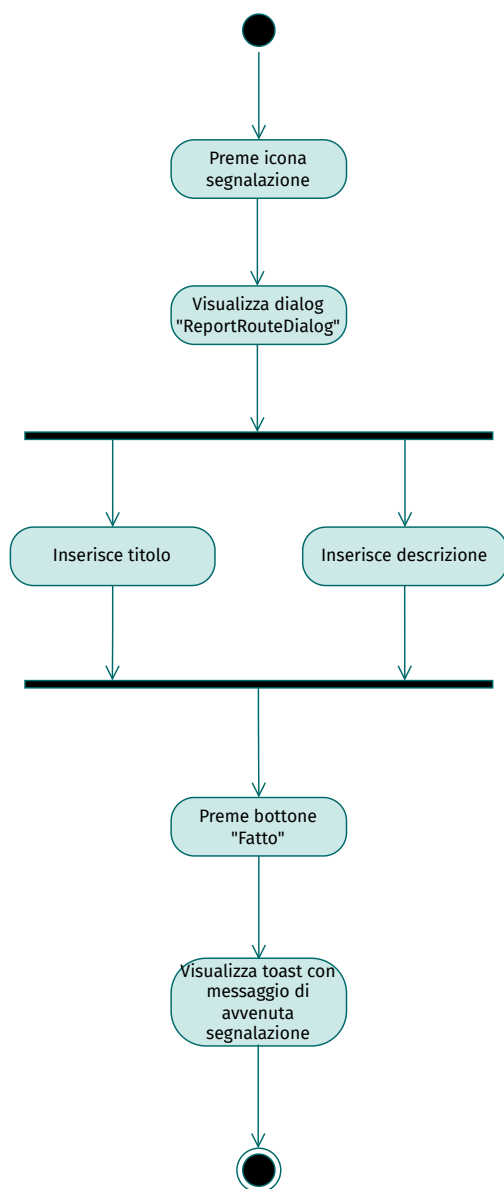 Preme icona
segnalazione
Visualizza dialog
"ReportRouteDialog"
Inserisce titolo
Inserisce descrizione
Preme bottone
"Fatto"
Visualizza toast con
messaggio di
avvenuta
segnalazione